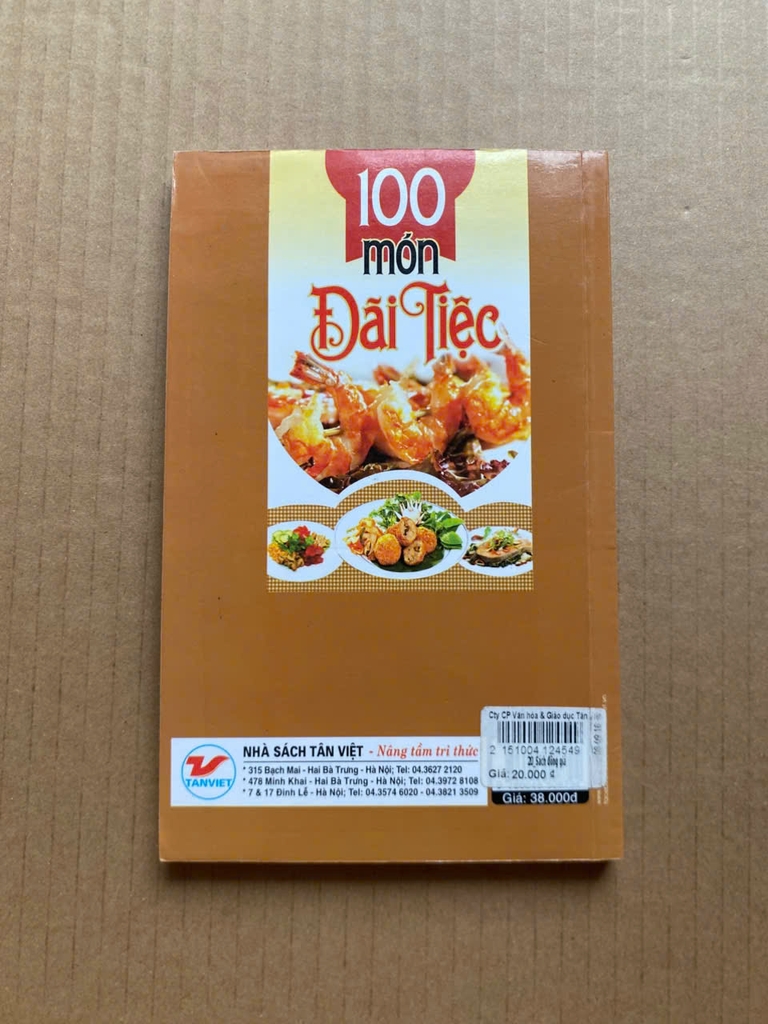 100
món
Đãi Tiệc
TANVIET
NHÀ SÁCH TÂN VIỆT - Nâng tầm tri thức
* 315 Bạch Mai - Hai Bà Trưng - Hà Nội; Tel: 04.3627 2120
* 478 Minh Khai - Hai Bà Trưng - Hà Nội; Tel: 04.3972 8108
* 7 & 17 Đinh Lễ - Hà Nội; Tel: 04.3574 6020 - 04.3821 3509
Cty CP Văn hóa & Giáo dục Tân
2 151004 124549
20_Sách đồng giá
Giá: 20.000 đ
Giá: 38.000đ